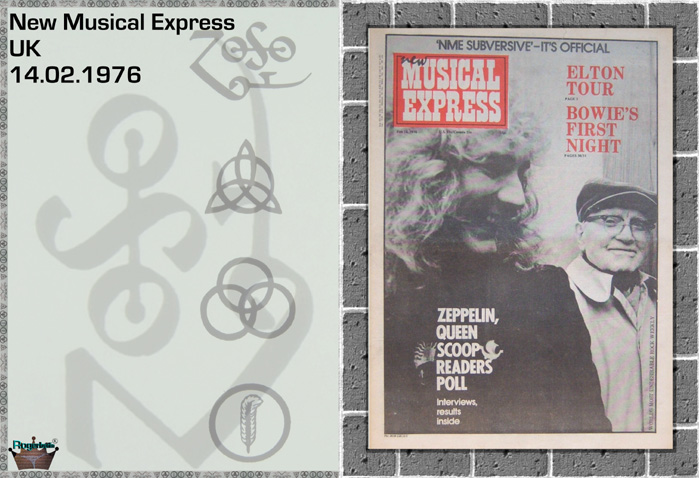 New Musical Express
UK
14.02.1976
'NME SUBVERSIVE'–IT'S OFFICIAL
new
MUSICAL
EXPRESS
ELTON
TOUR
BOWIE'S
FIRST
NIGHT
ZEPPELIN,
QUEEN
SCOOP
READERS
POLL
interviews,
results
inside